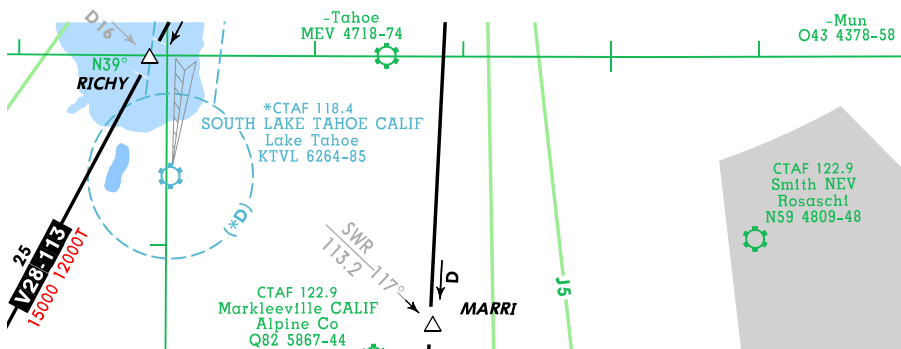 -Tahoe
MEV 4718-74
-Mun
O43 4378-58
D16
N39°
RICHY
*CTAF 118.4
SOUTH LAKE TAHOE CALIF
Lake Tahoe
KTVL 6264-85
(*D)
CTAF 122.9
Smith NEV
Rosaschi
N59 4809-48
25
V28-113
15000 12000T
SWR
113.2 117°
D
J5
MARRI
CTAF 122.9
Markleeville CALIF
Alpine Co
Q82 5867-44